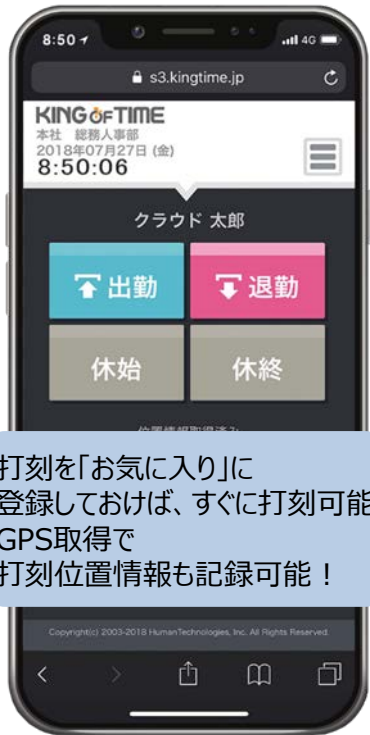 8:50
4G
s3.kingtime.jp
KING OF TIME
本社 総務人事部
2018年07月27日 (金)
8:50:06
クラウド 太郎
出勤
退勤
休始
休終
打刻を「お気に入り」に
登録しておけば、すぐに打刻可能
GPS取得で
打刻位置情報も記録可能！
Copyright(c) 2003-2018 HumanTechnologies, Inc. All Rights Reserved.